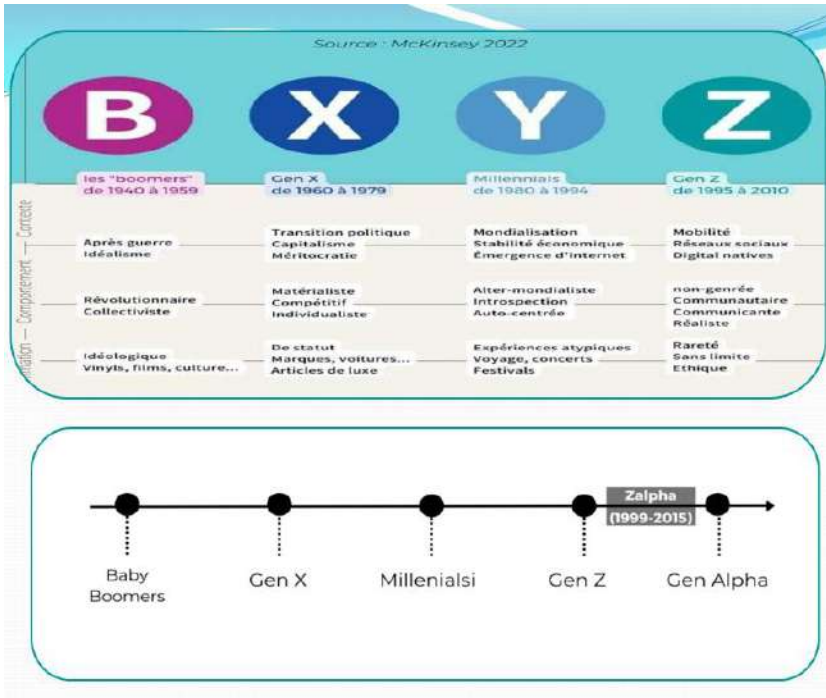 Source : McKinsey 2022
B
X
Y
Z
les "boomers"
de 1940 à 1959
Gen X
de 1960 à 1979
Millennials
de 1980 à 1994
Gen Z
de 1995 à 2010
Comportement — Contexte
Après guerre
Idéalisme
Transition politique
Capitalisme
Méritocratie
Mondialisation
Stabilité économique
Émergence d'internet
Mobilité
Réseaux sociaux
Digital natives
Révolutionnaire
Collectiviste
Matérialiste
Compétitif
Individualiste
Alter-mondialiste
Introspection
Auto-centrée
non-genrée
Communautaire
Communicante
Réaliste
Idéologique
Vinyls, films, culture...
De statut
Marques, voitures...
Articles de luxe
Expériences atypiques
Voyage, concerts
Festivals
Rareté
Sans limite
Ethique
Zalpha
(1999-2015)
Baby
Boomers
Gen X
Millenialsi
Gen Z
Gen Alpha